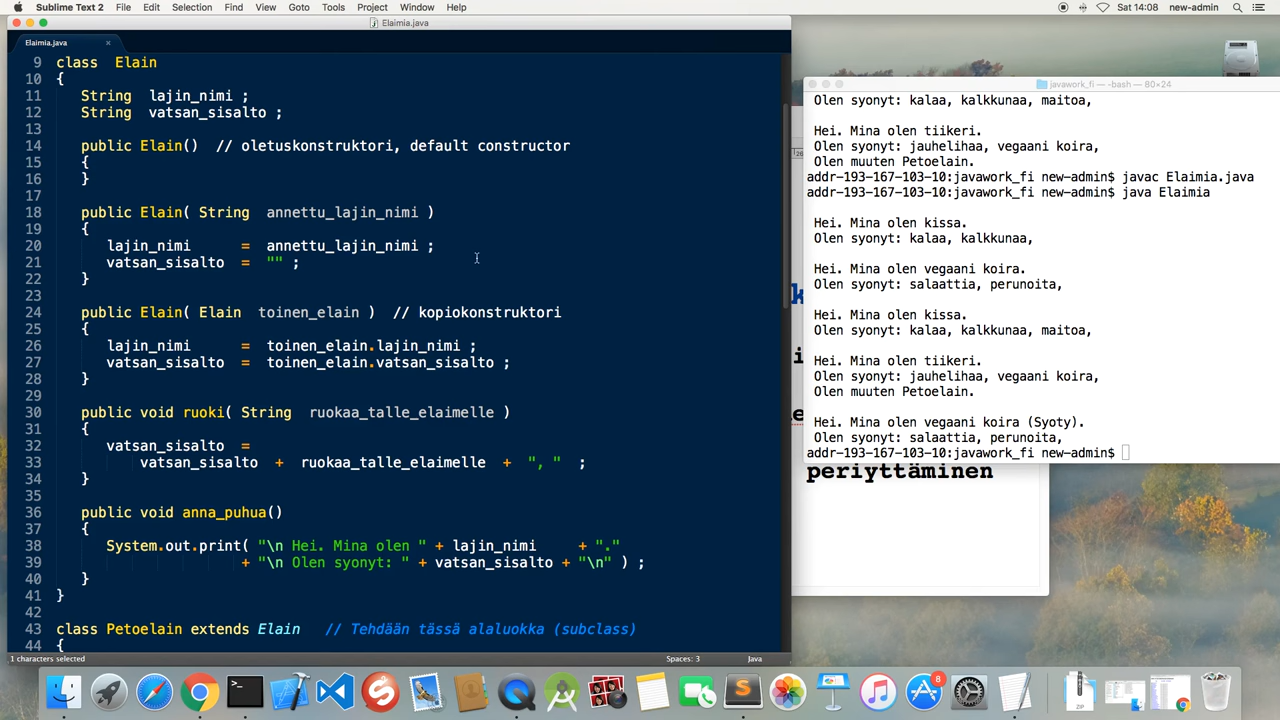 Sublime Text 2 File Edit Selection Find View Goto Tools Project Window Help Sat 14:08 new-admin
Elaimia.java
Elaimia.java ×
9 class Elain
10 {
11 String lajin_nimi ;
12 String vatsan_sisalto ;
13
14 public Elain() // oletuskonstruktori, default constructor
15 {
16 }
17
18 public Elain( String annettu_lajin_nimi )
19 {
20 lajin_nimi = annettu_lajin_nimi ;
21 vatsan_sisalto = "" ;
22 }
23
24 public Elain( Elain toinen_elain ) // kopiokonstruktori
25 {
26 lajin_nimi = toinen_elain.lajin_nimi ;
27 vatsan_sisalto = toinen_elain.vatsan_sisalto ;
28 }
29
30 public void ruoki( String ruokaa_talle_elaimelle )
31 {
32 vatsan_sisalto =
33 vatsan_sisalto + ruokaa_talle_elaimelle + ", " ;
34 }
35
36 public void anna_puhua()
37 {
38 System.out.print( "\n Hei. Mina olen " + lajin_nimi + "."
39 + "\n Olen syonyt: " + vatsan_sisalto + "\n" ) ;
40 }
41 }
42
43 class Petoelain extends Elain // Tehdään tässä alaluokka (subclass)
44 {
1 characters selected Spaces: 3 Java
javawork_fi — -bash — 80×24
Olen syonyt: kalaa, kalkkunaa, maitoa,
Hei. Mina olen tiikeri.
Olen syonyt: jauhelihaa, vegaani koira,
Olen muuten Petoelain.
addr-193-167-103-10:javawork_fi new-admin$ javac Elaimia.java
addr-193-167-103-10:javawork_fi new-admin$ java Elaimia
Hei. Mina olen kissa.
Olen syonyt: kalaa, kalkkunaa,
Hei. Mina olen vegaani koira.
Olen syonyt: salaattia, perunoita,
Hei. Mina olen kissa.
Olen syonyt: kalaa, kalkkunaa, maitoa,
Hei. Mina olen tiikeri.
Olen syonyt: jauhelihaa, vegaani koira,
Olen muuten Petoelain.
Hei. Mina olen vegaani koira (Syoty).
Olen syonyt: salaattia, perunoita,
addr-193-167-103-10:javawork_fi new-admin$
periyttäminen
8
ZIP